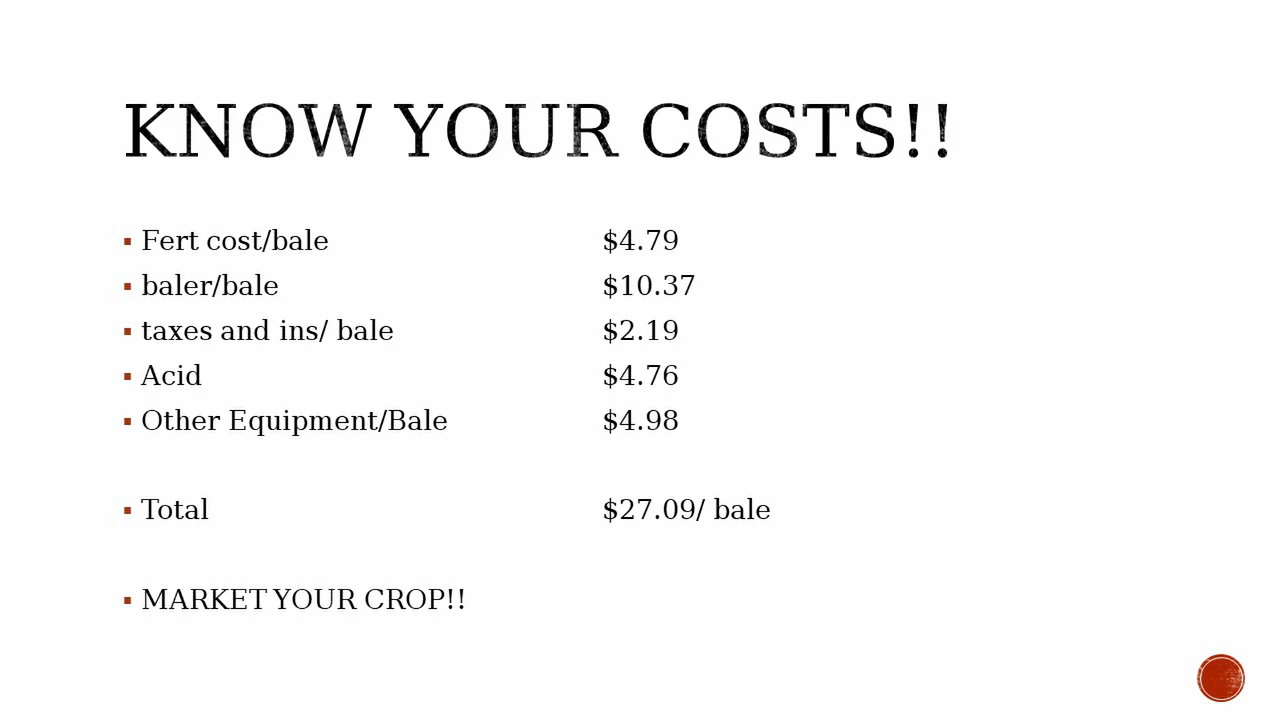 KNOW YOUR COSTS!!
▪ Fert cost/bale $4.79
▪ baler/bale $10.37
▪ taxes and ins/ bale $2.19
▪ Acid $4.76
▪ Other Equipment/Bale $4.98
▪ Total $27.09/ bale
▪ MARKET YOUR CROP!!